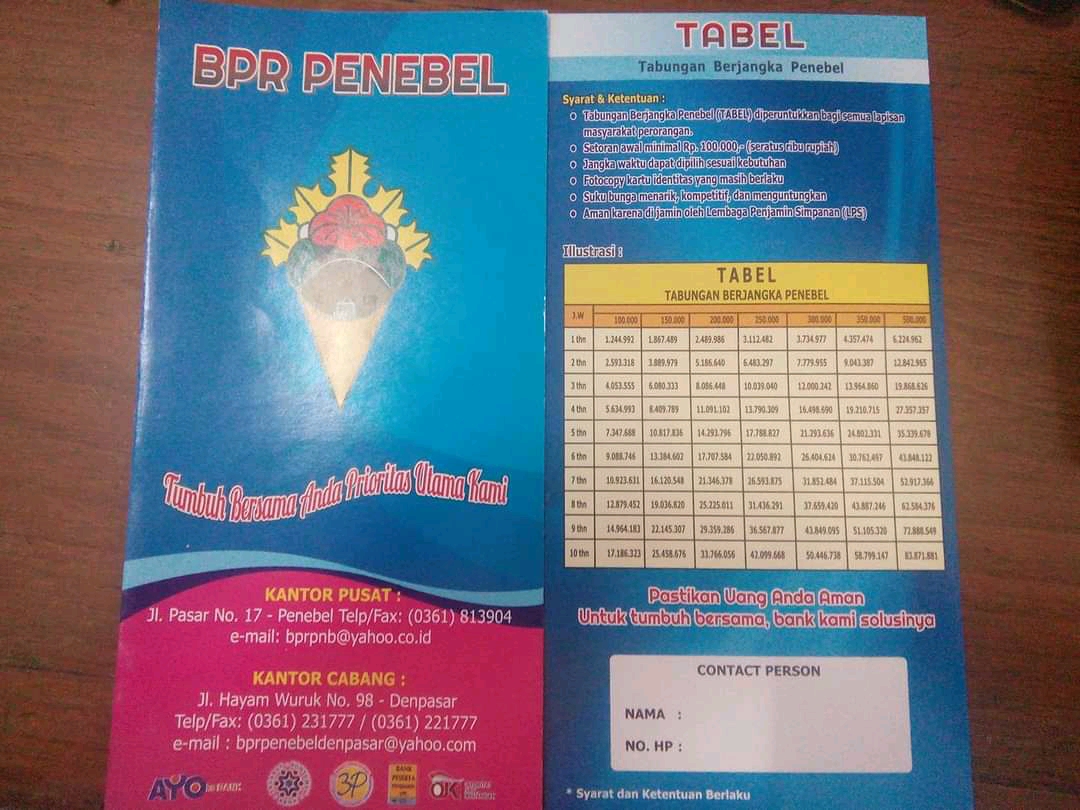 BPR PENEBEL
Tumbuh Bersama Anda Prioritas Utama Kami
KANTOR PUSAT :
Jl. Pasar No. 17 - Penebel Telp/Fax: (0361) 813904
e-mail: bprpnb@yahoo.co.id
KANTOR CABANG :
Jl. Hayam Wuruk No. 98 - Denpasar
Telp/Fax: (0361) 231777 / (0361) 221777
e-mail : bprpenebeldenpasar@yahoo.com
AYO BANK
3P
BANK
PESERTA
TABEL
Tabungan Berjangka Penebel
Syarat & Ketentuan :
• Tabungan Berjangka Penebel (TABEL) diperuntukkan bagi semua lapisan
masyarakat perorangan.
• Setoran awal minimal Rp. 100.000,- (seratus ribu rupiah)
• Jangka waktu dapat dipilih sesuai kebutuhan
• Fotocopy kartu identitas yang masih berlaku
• Suku bunga menarik, kompetitif, dan menguntungkan
• Aman karena di jamin oleh Lembaga Penjamin Simpanan (LPS)
Illustrasi :
TABEL
TABUNGAN BERJANGKA PENEBEL
J.W 100.000 150.000 200.000 250.000 300.000 350.000 500.000
1 thn 1.244.992 1.867.489 2.489.986 3.112.482 3.734.977 4.357.474 6.224.962
2 thn 2.593.318 3.889.979 5.186.640 6.483.297 7.779.955 9.043.387 12.842.965
3 thn 4.053.555 6.080.333 8.086.448 10.039.040 12.000.242 13.964.860 19.868.626
4 thn 5.634.993 8.409.789 11.091.102 13.790.309 16.498.690 19.210.715 27.357.357
5 thn 7.347.688 10.817.836 14.293.796 17.788.827 21.293.636 24.802.331 35.339.678
6 thn 9.088.746 13.384.602 17.707.584 22.050.892 26.404.624 30.762.497 43.848.122
7 thn 10.923.631 16.120.548 21.346.378 26.593.875 31.852.484 37.115.504 52.917.366
8 thn 12.879.452 19.036.820 25.225.011 31.436.291 37.659.420 43.887.246 62.584.376
9 thn 14.964.183 22.145.307 29.359.286 36.567.877 43.849.095 51.105.320 72.888.549
10 thn 17.186.323 25.458.676 33.766.056 42.099.668 50.446.738 58.799.147 83.871.881
Pastikan Uang Anda Aman
Untuk tumbuh bersama, bank kami solusinya
CONTACT PERSON
NAMA :
NO. HP :
* Syarat dan Ketentuan Berlaku